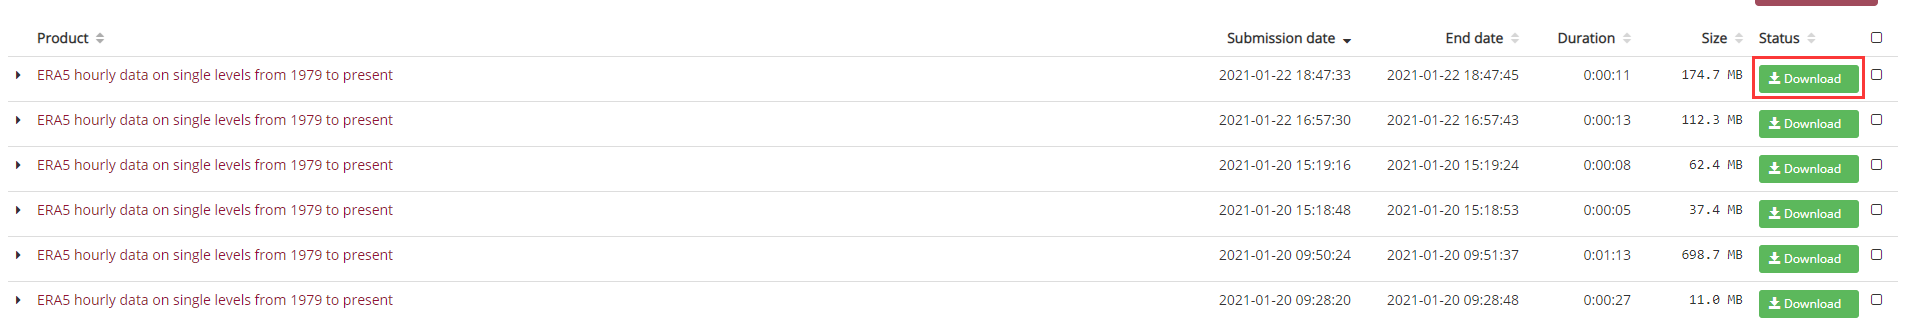 Product Submission date End date Duration Size Status
ERA5 hourly data on single levels from 1979 to present 2021-01-22 18:47:33 2021-01-22 18:47:45 0:00:11 174.7 MB Download
ERA5 hourly data on single levels from 1979 to present 2021-01-22 16:57:30 2021-01-22 16:57:43 0:00:13 112.3 MB Download
ERA5 hourly data on single levels from 1979 to present 2021-01-20 15:19:16 2021-01-20 15:19:24 0:00:08 62.4 MB Download
ERA5 hourly data on single levels from 1979 to present 2021-01-20 15:18:48 2021-01-20 15:18:53 0:00:05 37.4 MB Download
ERA5 hourly data on single levels from 1979 to present 2021-01-20 09:50:24 2021-01-20 09:51:37 0:01:13 698.7 MB Download
ERA5 hourly data on single levels from 1979 to present 2021-01-20 09:28:20 2021-01-20 09:28:48 0:00:27 11.0 MB Download